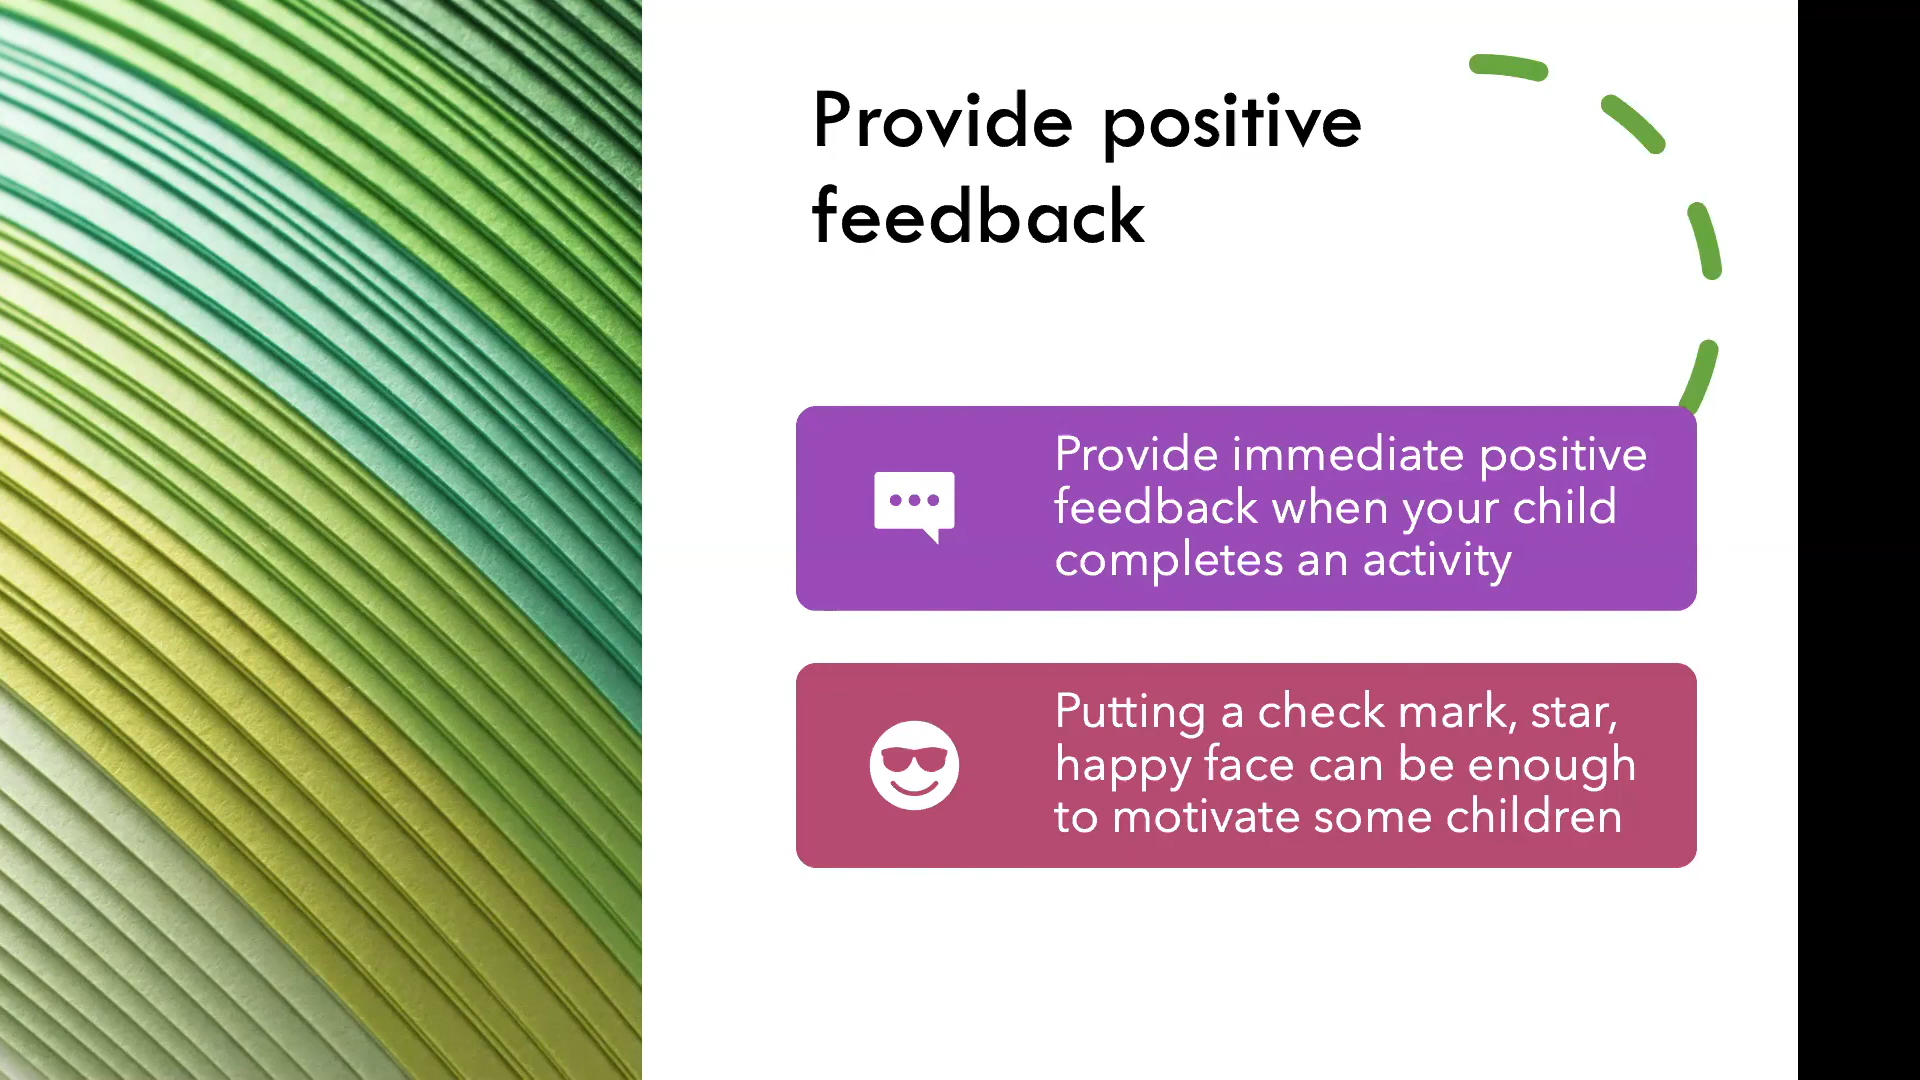 Provide positive
feedback
Provide immediate positive
feedback when your child
completes an activity
Putting a check mark, star,
happy face can be enough
to motivate some children